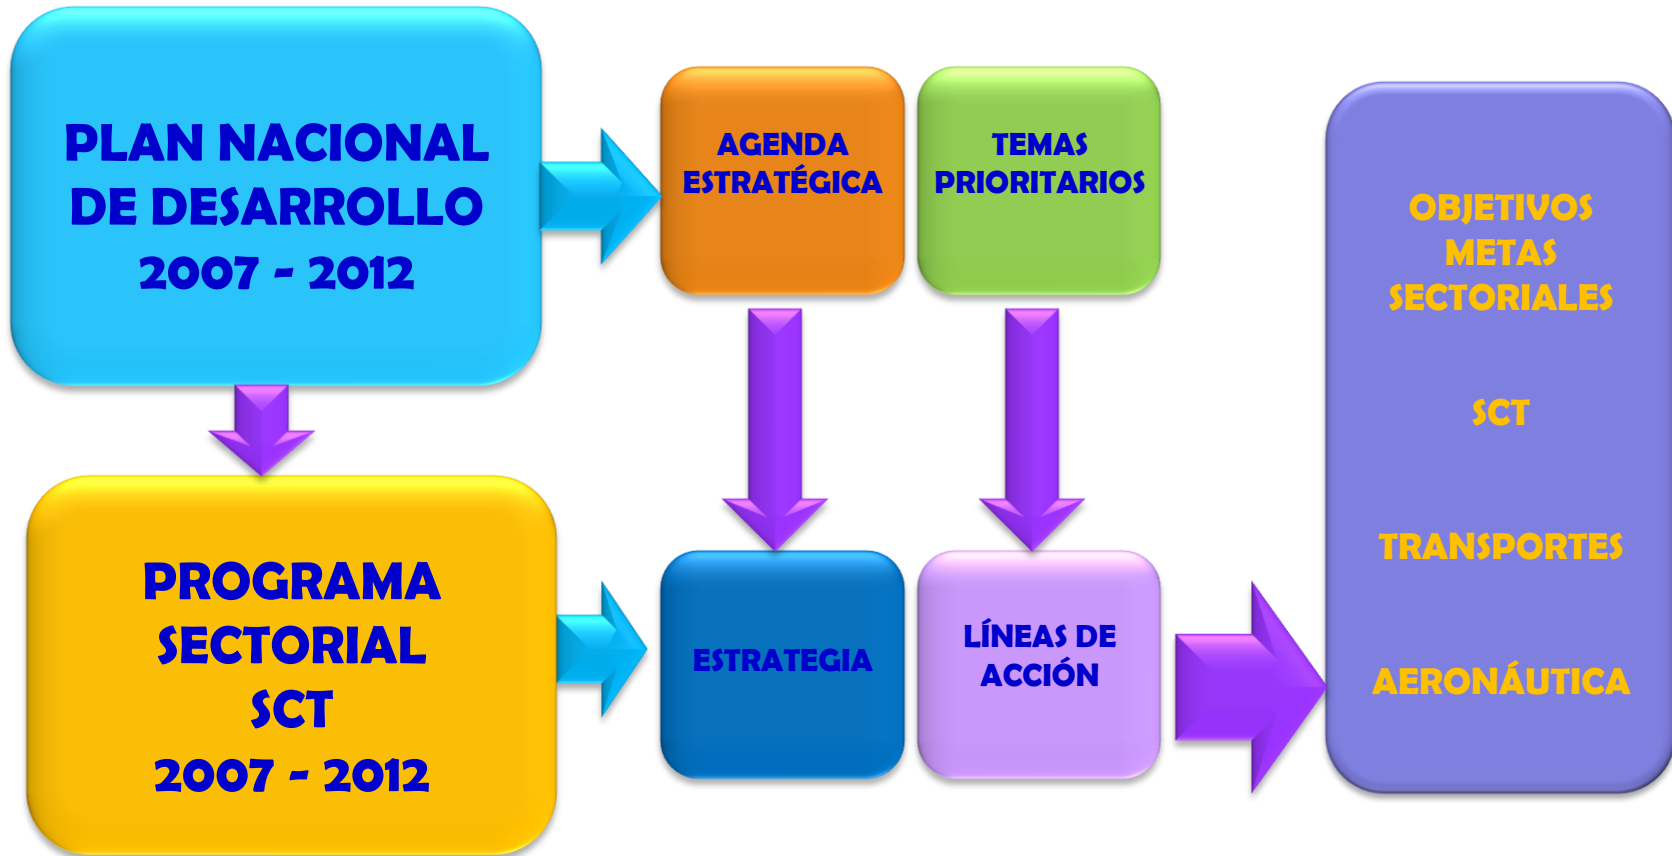 PLAN NACIONAL
DE DESARROLLO
2007 - 2012
AGENDA
ESTRATÉGICA
TEMAS
PRIORITARIOS
PROGRAMA
SECTORIAL
SCT
2007 - 2012
ESTRATEGIA
LÍNEAS DE
ACCIÓN
OBJETIVOS
METAS
SECTORIALES
SCT
TRANSPORTES
AERONÁUTICA